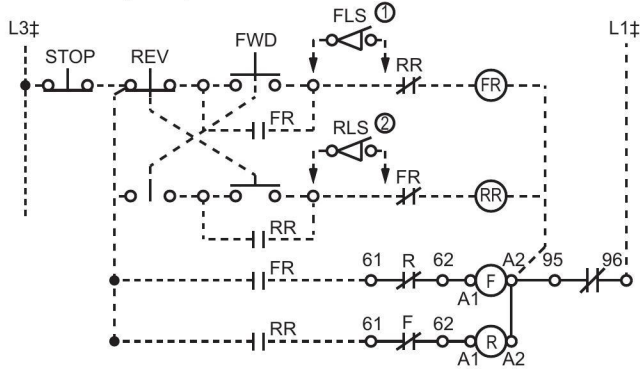 FLS ①
L3‡ L1‡
STOP REV FWD
RR
FR
FR
RLS ②
FR
RR
RR
61 R 62 A2 95 96
FR
F
A1
61 F 62
RR
R
A1 A2